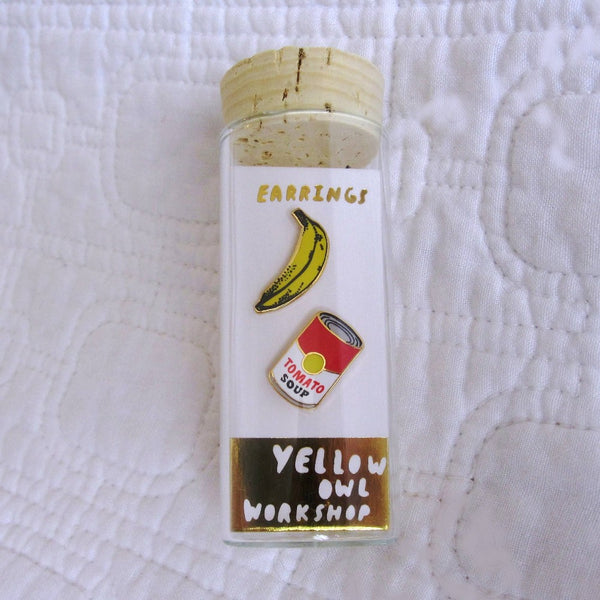 EARRINGS
TOMATO
SOUP
YELLOW
OWL
WORKSHOP